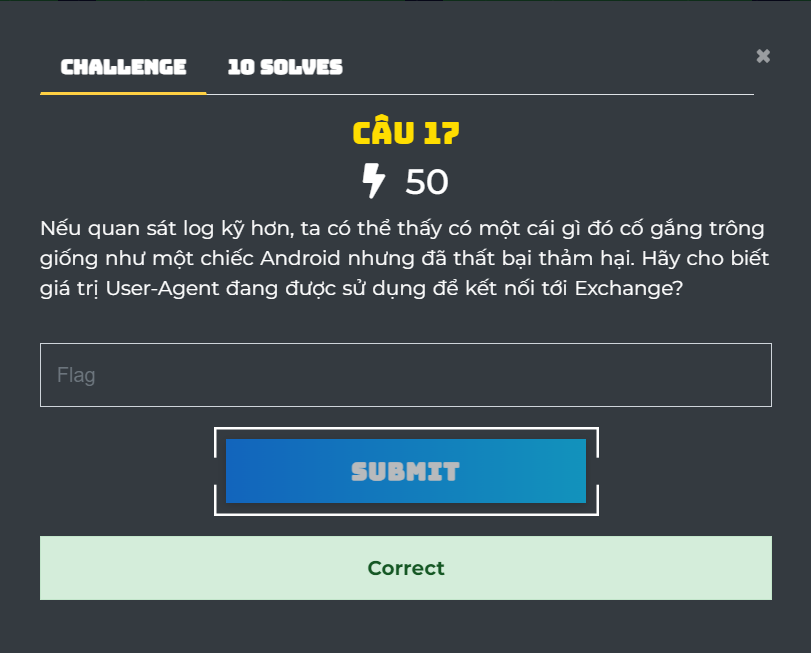 CHALLENGE 10 SOLVES ✖
CÂU 17
50
Nếu quan sát log kỹ hơn, ta có thể thấy có một cái gì đó cố gắng trông
giống như một chiếc Android nhưng đã thất bại thảm hại. Hãy cho biết
giá trị User-Agent đang được sử dụng để kết nối tới Exchange?
Flag
SUBMIT
Correct